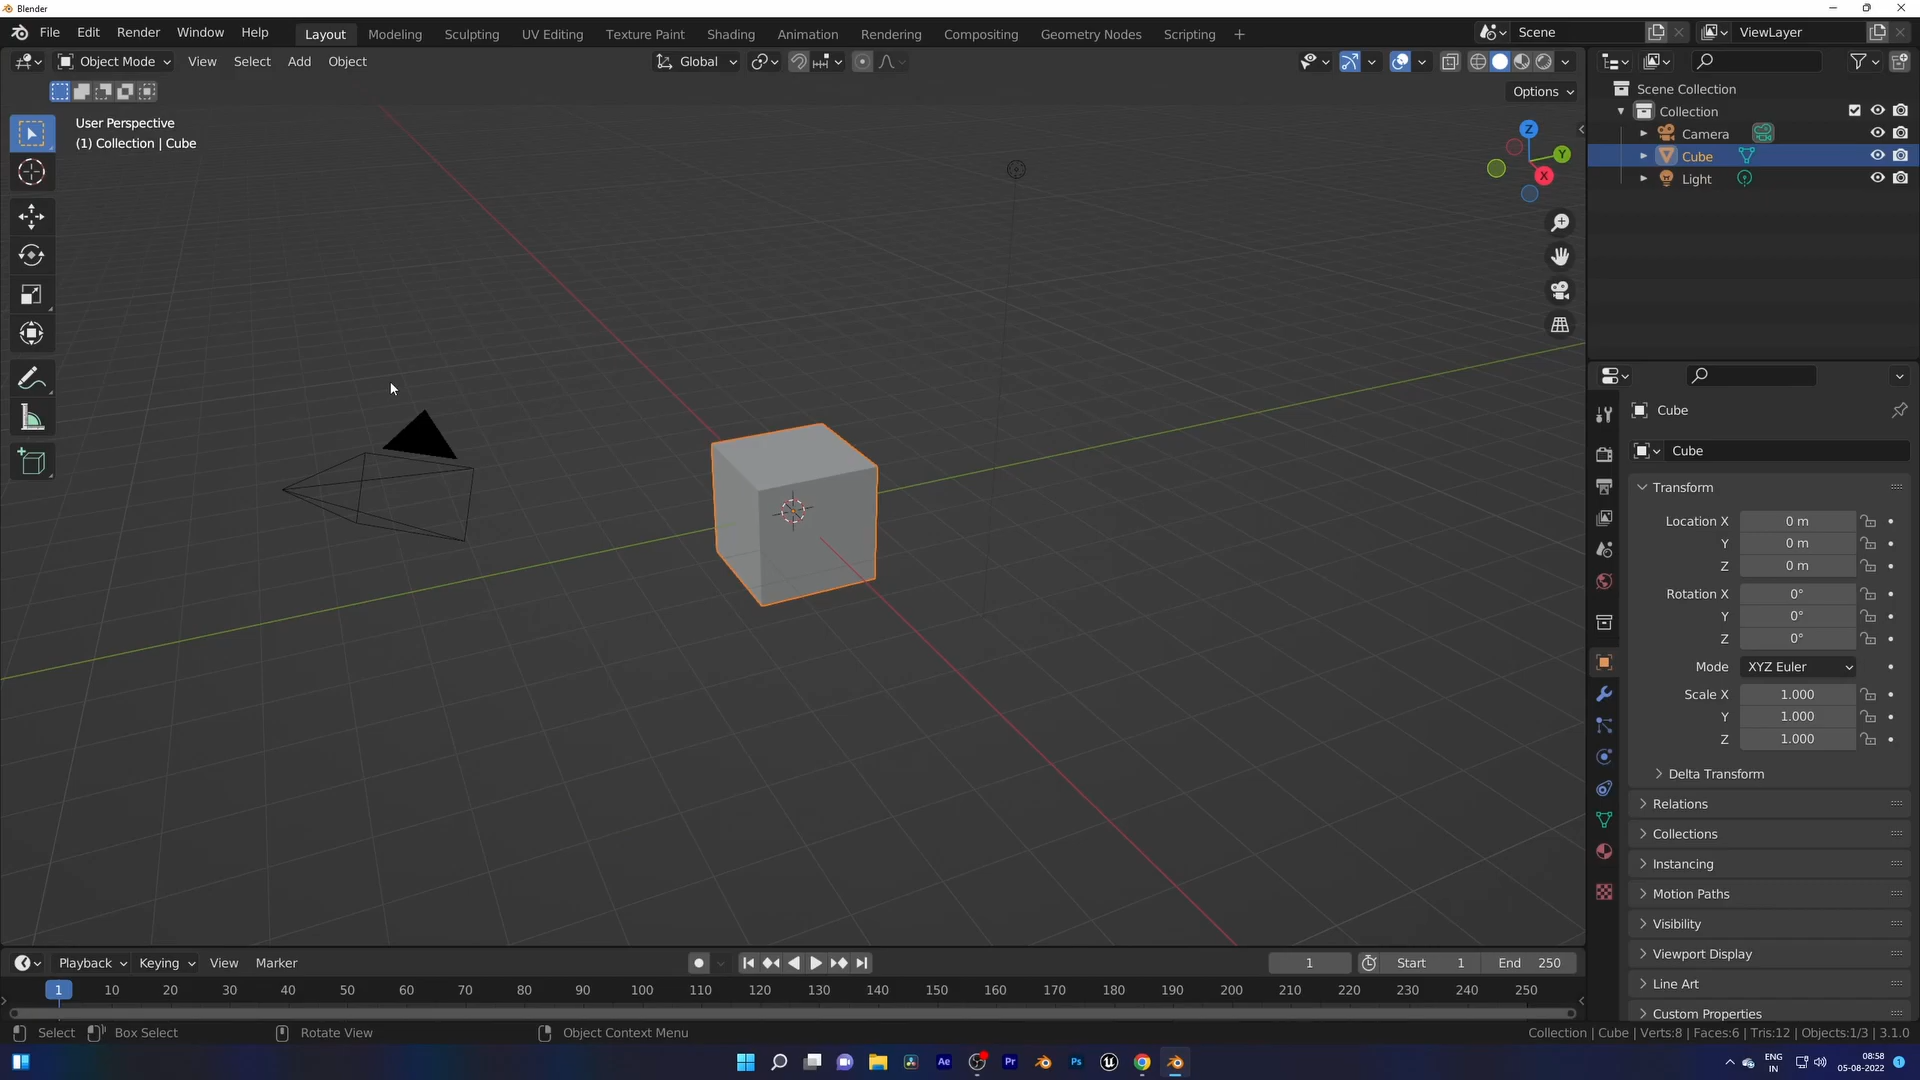 Blender
File Edit Render Window Help Layout Modeling Sculpting UV Editing Texture Paint Shading Animation Rendering Compositing Geometry Nodes Scripting + Scene ViewLayer
Object Mode View Select Add Object Global
Options
User Perspective
(1) Collection | Cube
Z
Y
X
Scene Collection
Collection
Camera
Cube
Light
Cube
Cube
Transform
Location X 0 m
Y 0 m
Z 0 m
Rotation X 0°
Y 0°
Z 0°
Mode XYZ Euler
Scale X 1.000
Y 1.000
Z 1.000
Delta Transform
Relations
Collections
Instancing
Motion Paths
Visibility
Viewport Display
Line Art
Custom Properties
Playback Keying View Marker 1 Start 1 End 250
1 10 20 30 40 50 60 70 80 90 100 110 120 130 140 150 160 170 180 190 200 210 220 230 240 250
Select Box Select Rotate View Object Context Menu Collection | Cube | Verts:8 | Faces:6 | Tris:12 | Objects:1/3 | 3.1.0
Ae Pr Ps
ENG
IN
08:58
05-08-2022
1